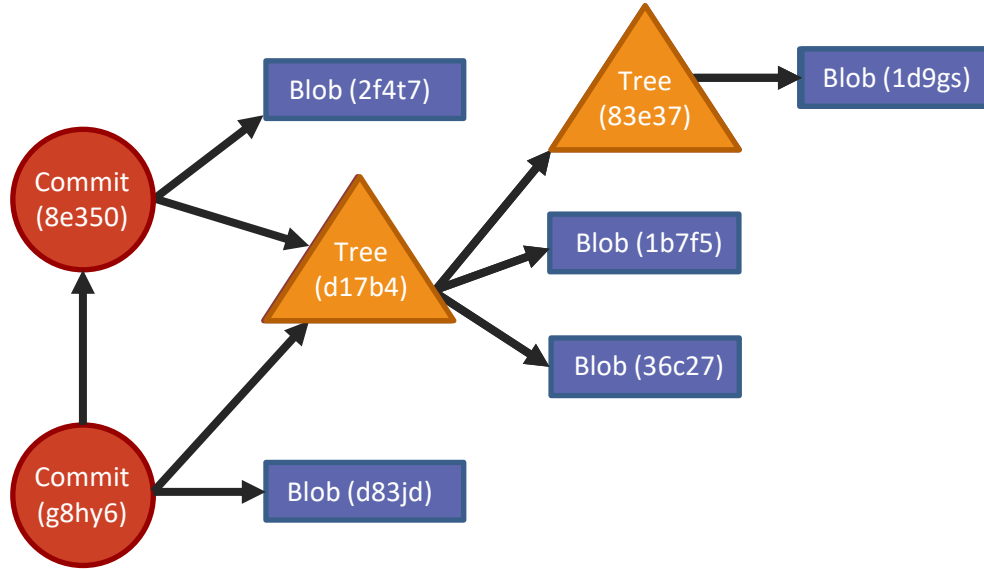 Blob (2f4t7)
Tree
(83e37)
Blob (1d9gs)
Commit
(8e350)
Tree
(d17b4)
Blob (1b7f5)
Blob (36c27)
Commit
(g8hy6)
Blob (d83jd)